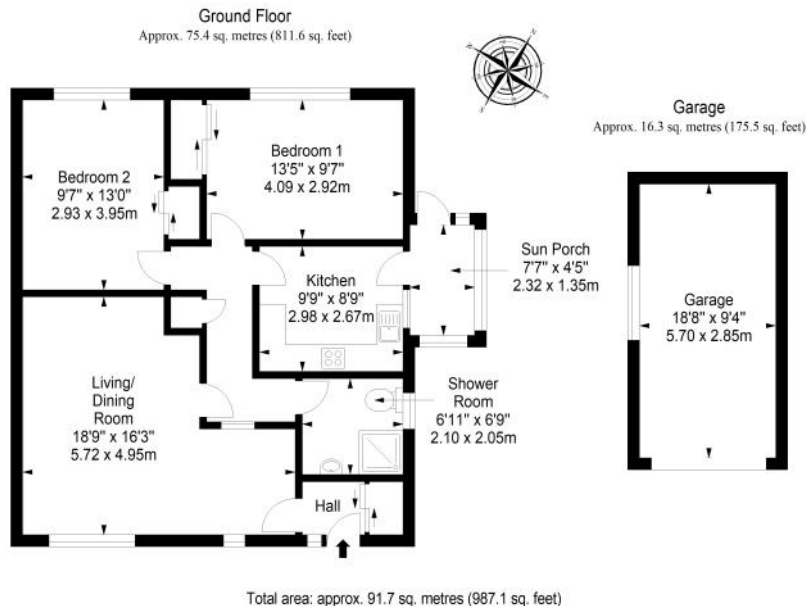 Ground Floor
Approx. 75.4 sq. metres (811.6 sq. feet)
Garage
Approx. 16.3 sq. metres (175.5 sq. feet)
Bedroom 1
13'5" x 9'7"
4.09 x 2.92m
Bedroom 2
9'7" x 13'0"
2.93 x 3.95m
Sun Porch
7'7" x 4'5"
2.32 x 1.35m
Kitchen
9'9" x 8'9"
2.98 x 2.67m
Garage
18'8" x 9'4"
5.70 x 2.85m
Living/
Dining
Room
18'9" x 16'3"
5.72 x 4.95m
Shower
Room
6'11" x 6'9"
2.10 x 2.05m
Hall
Total area: approx. 91.7 sq. metres (987.1 sq. feet)